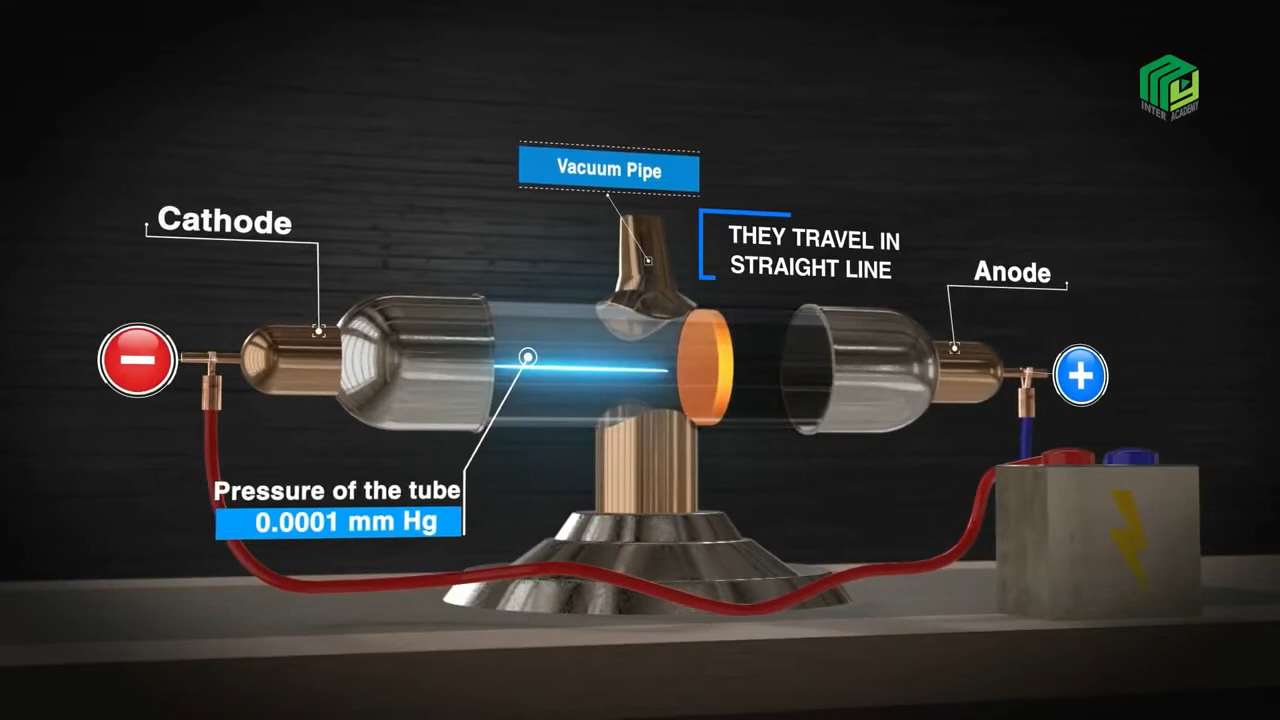 INTER ACADEMY
Vacuum Pipe
Cathode
THEY TRAVEL IN
STRAIGHT LINE
Anode
−
+
Pressure of the tube
0.0001 mm Hg